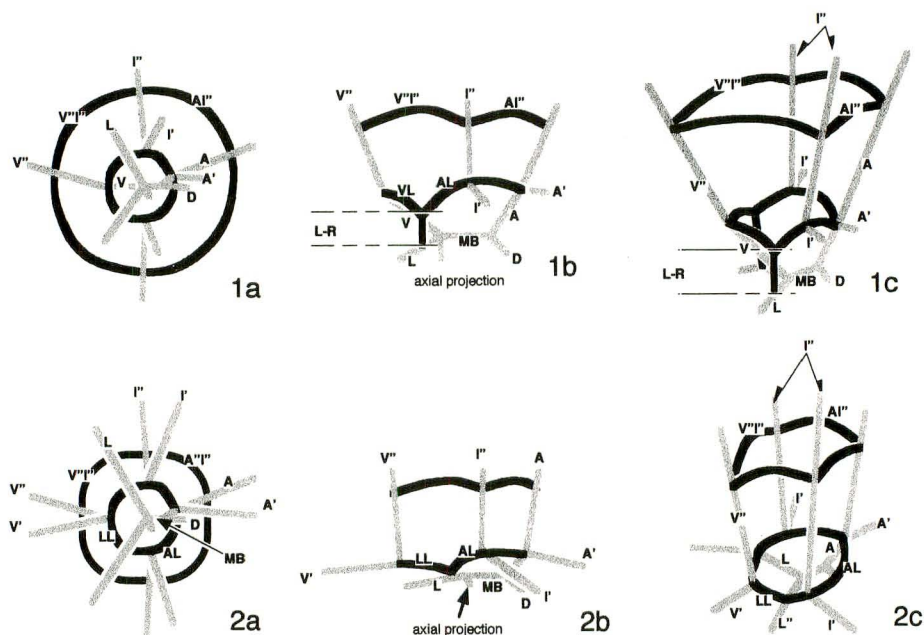 I"
V"I"
AI"
L
I'
V"
V
A
A'
D
1a
V"
V"I"
I"
AI"
VL
AL
V
I'
A
A'
L-R
MB
L
D
axial projection
1b
I"
V"I"
AI"
V"
I'
A
A'
V
I'
L-R
MB
D
L
1c
I"
I'
L
V"I"
A"I"
V"
A
A'
V'
D
LL
AL
MB
2a
V"
I"
A
LL
AL
A'
V'
L
MB
D
I'
axial projection
2b
I"
V"I"
AI"
V"
I'
A'
L
A
AL
V'
LL
L"
I'
2c